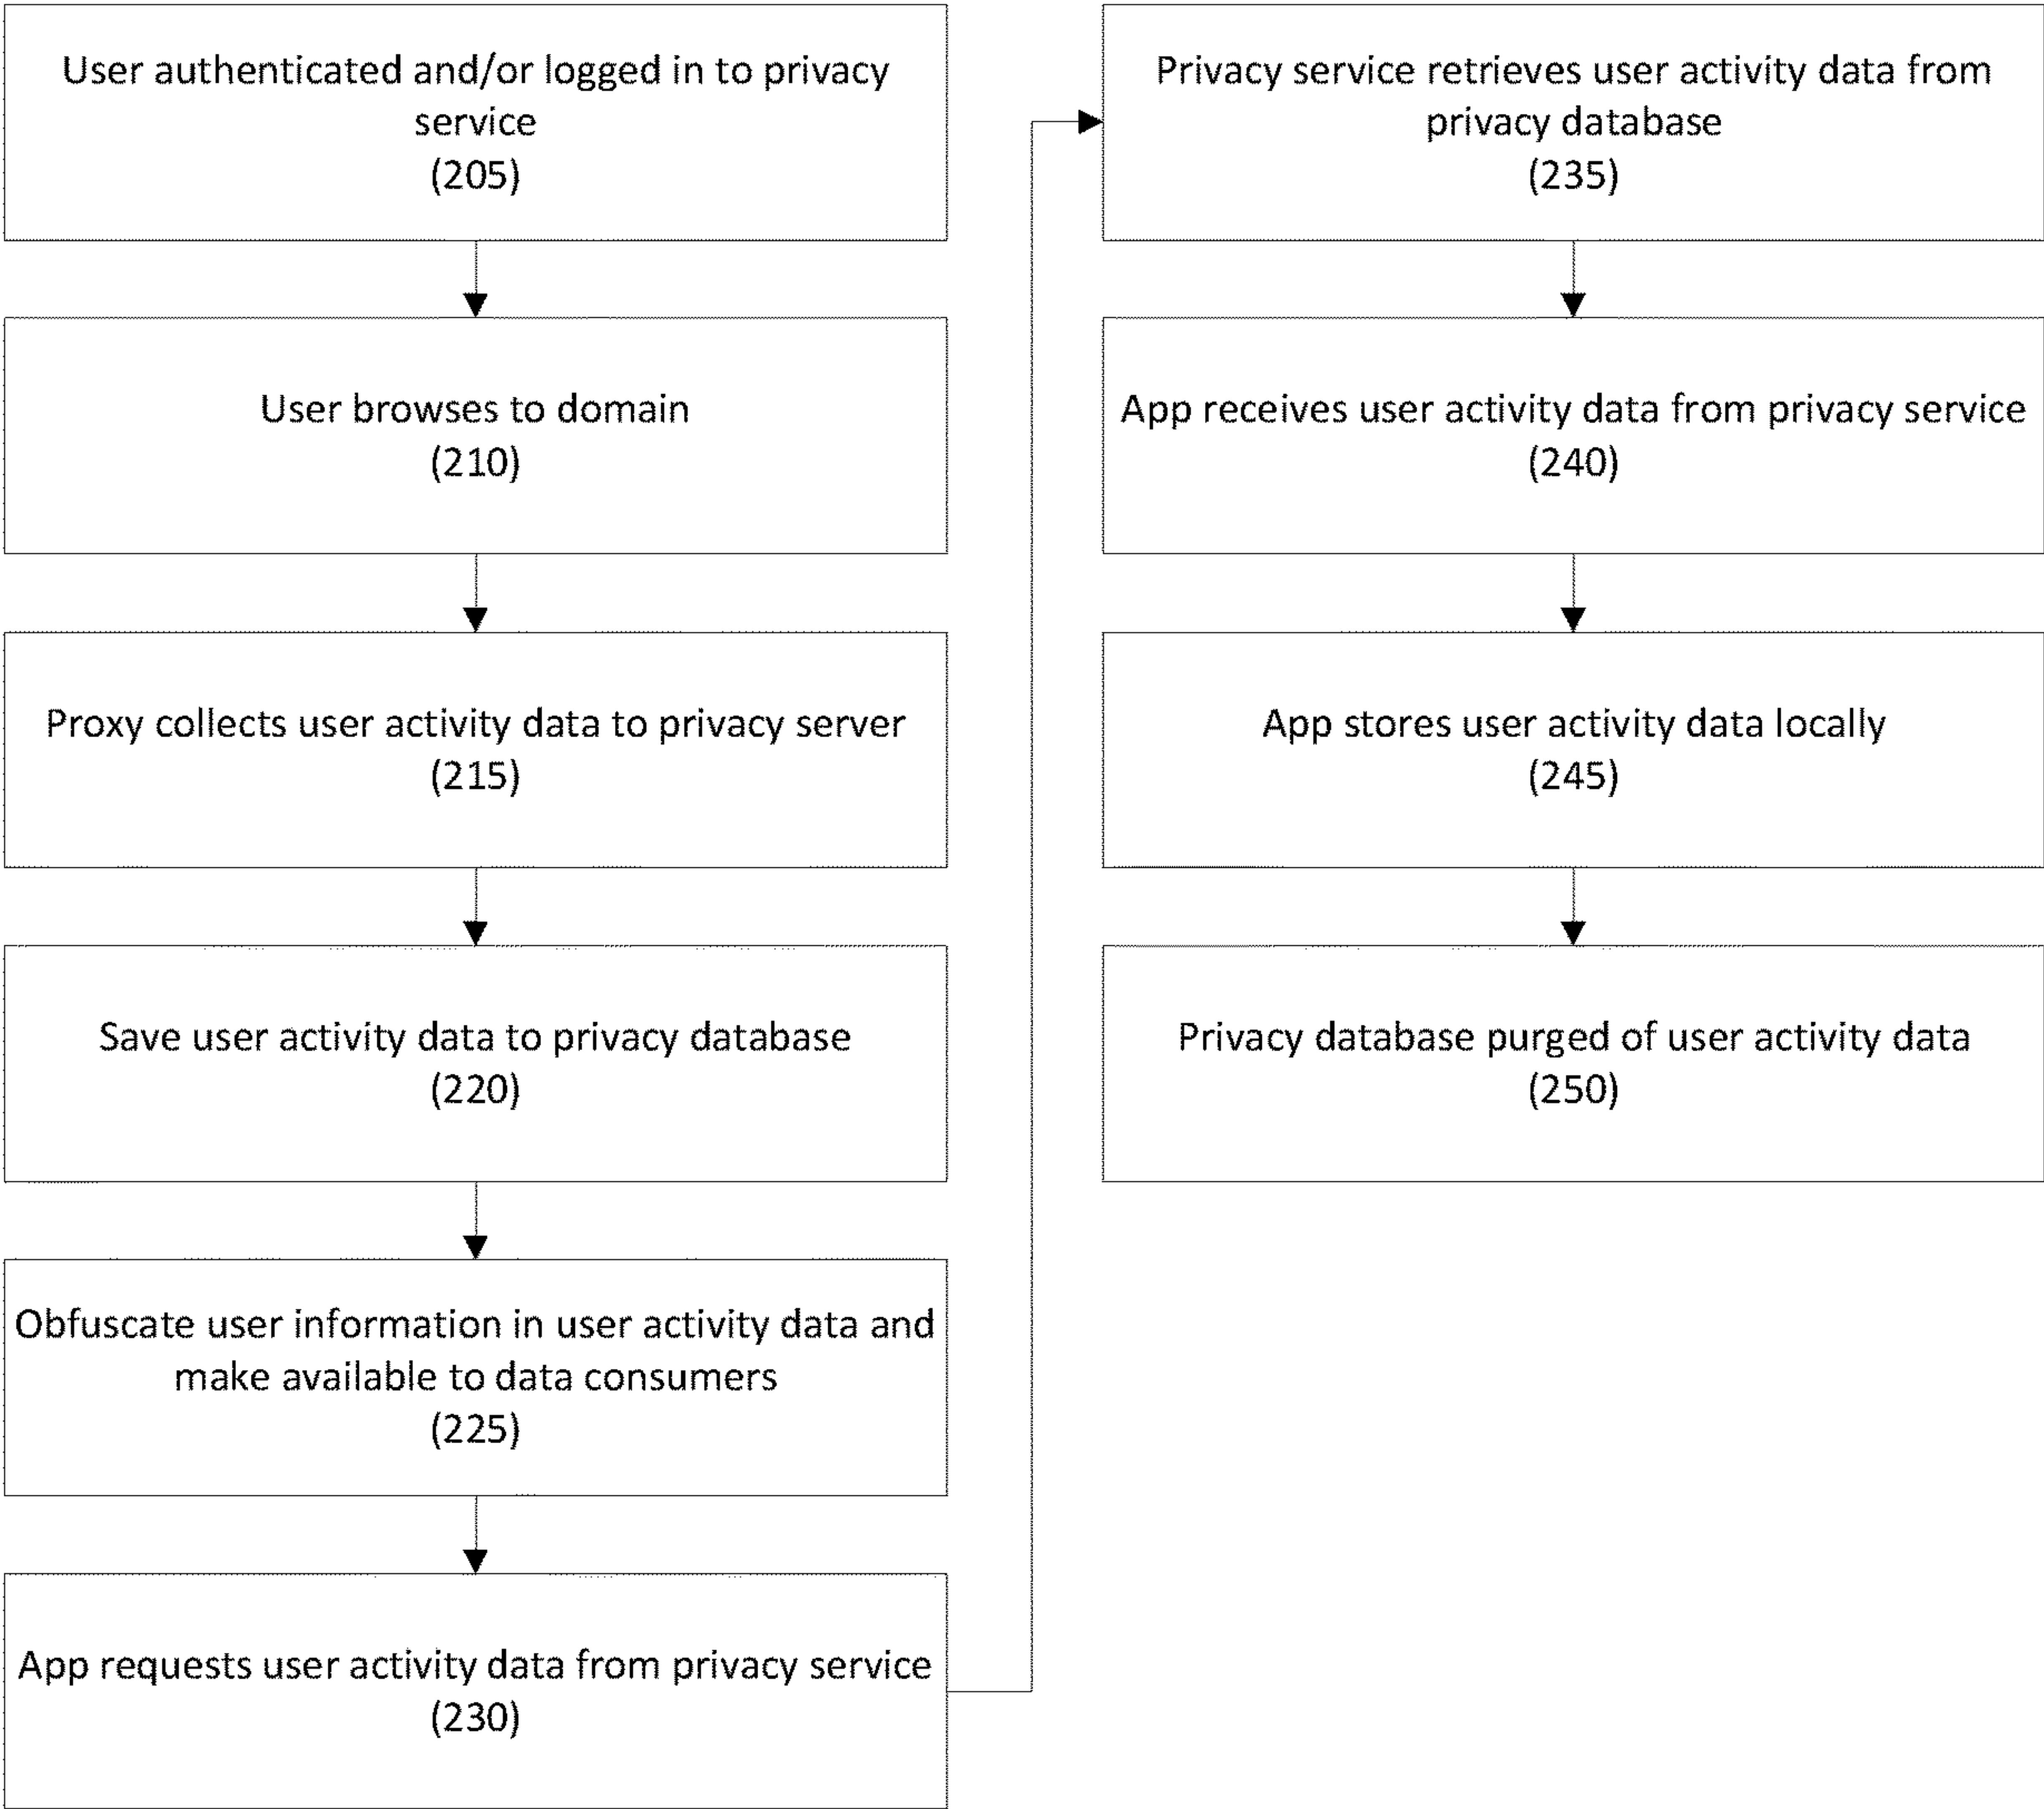 User authenticated and/or logged in to privacy
service
(205)
User browses to domain
(210)
Proxy collects user activity data to privacy server
(215)
Save user activity data to privacy database
(220)
Obfuscate user information in user activity data and
make available to data consumers
(225)
App requests user activity data from privacy service
(230)
Privacy service retrieves user activity data from
privacy database
(235)
App receives user activity data from privacy service
(240)
App stores user activity data locally
(245)
Privacy database purged of user activity data
(250)